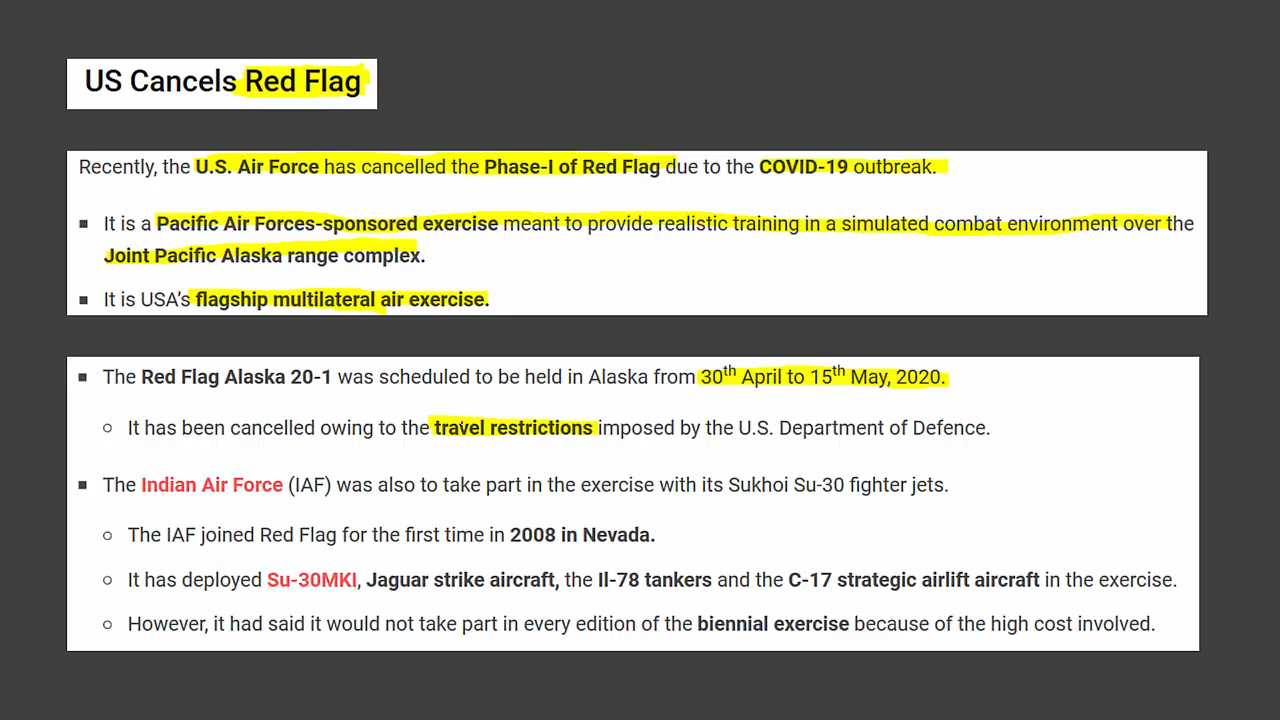 US Cancels Red Flag
Recently, the U.S. Air Force has cancelled the Phase-I of Red Flag due to the COVID-19 outbreak.
▪ It is a Pacific Air Forces-sponsored exercise meant to provide realistic training in a simulated combat environment over the
Joint Pacific Alaska range complex.
▪ It is USA's flagship multilateral air exercise.
▪ The Red Flag Alaska 20-1 was scheduled to be held in Alaska from 30th April to 15th May, 2020.
○ It has been cancelled owing to the travel restrictions imposed by the U.S. Department of Defence.
▪ The Indian Air Force (IAF) was also to take part in the exercise with its Sukhoi Su-30 fighter jets.
○ The IAF joined Red Flag for the first time in 2008 in Nevada.
○ It has deployed Su-30MKI, Jaguar strike aircraft, the Il-78 tankers and the C-17 strategic airlift aircraft in the exercise.
○ However, it had said it would not take part in every edition of the biennial exercise because of the high cost involved.